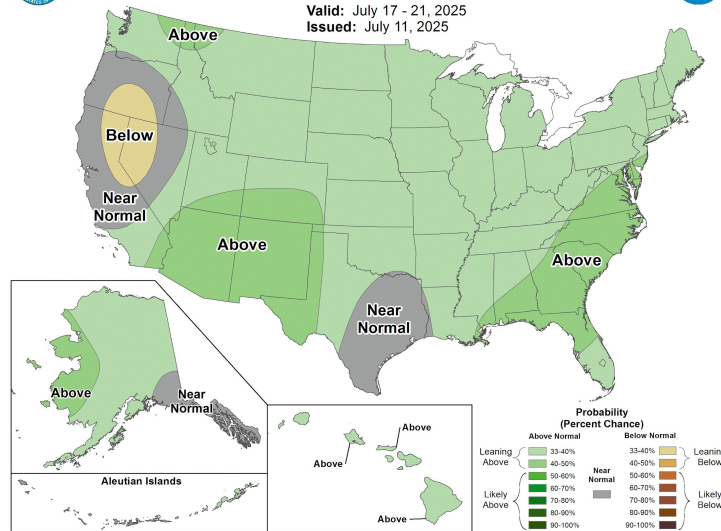 Valid: July 17 - 21, 2025
Issued: July 11, 2025
Above
Below
Near
Normal
Above
Above
Near
Normal
Above
Near
Normal
Aleutian Islands
Above
Above
Above
Probability
(Percent Chance)
Above Normal
Below Normal
Leaning
Above
33-40%
40-50%
Likely
Above
50-60%
60-70%
70-80%
80-90%
90-100%
Near
Normal
33-40%
40-50%
50-60%
60-70%
70-80%
80-90%
90-100%
Leanin
Below
Likely
Below